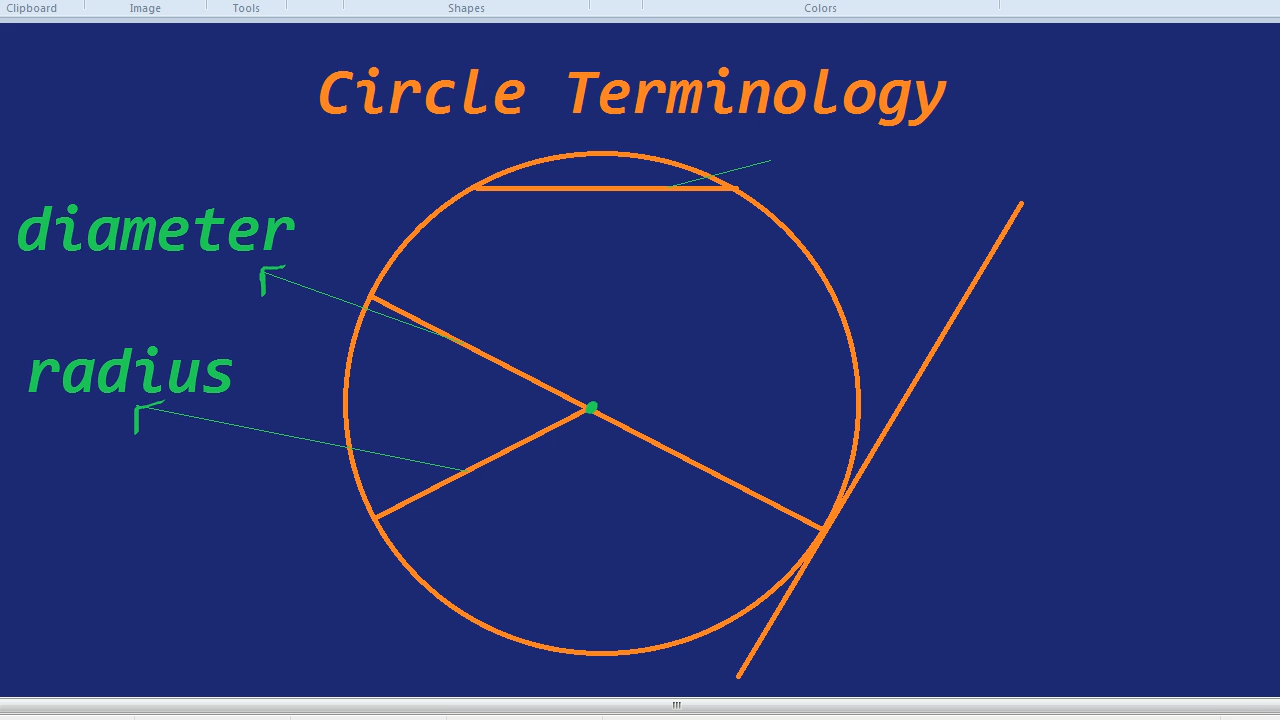 Clipboard Image Tools Shapes Colors
Circle Terminology
diameter
radius